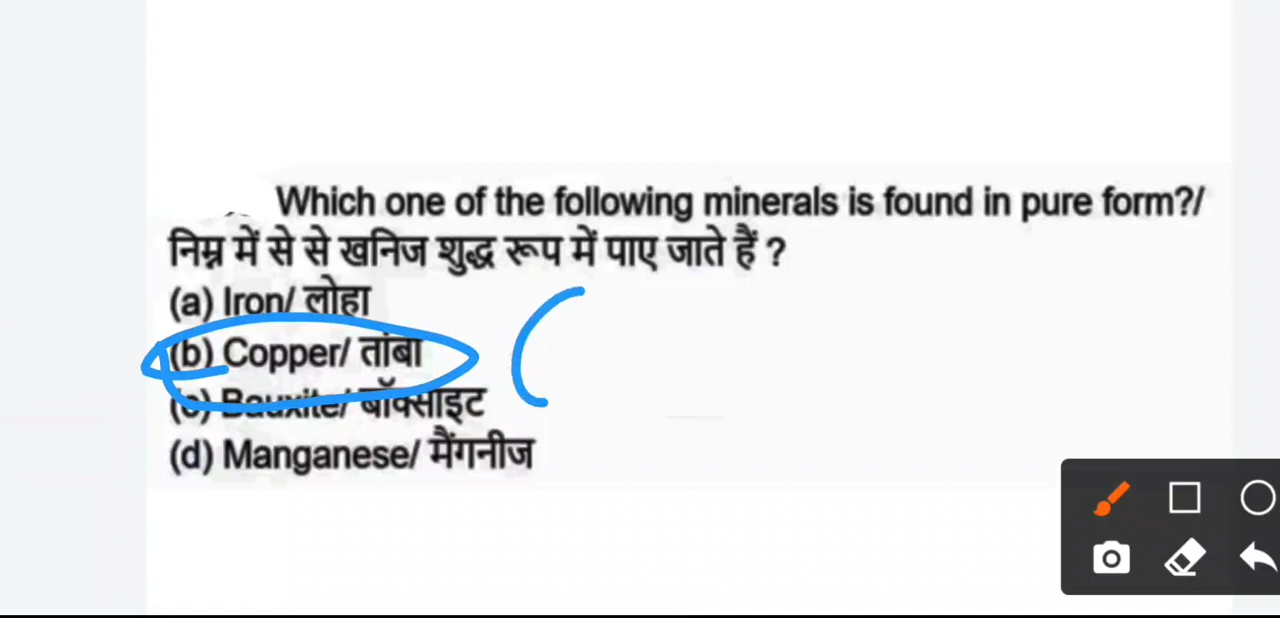 Which one of the following minerals is found in pure form?/
निम्न में से से खनिज शुद्ध रूप में पाए जाते हैं ?
(a) Iron/ लोहा
(b) Copper/ तांबा
(c) Bauxite/ बॉक्साइट
(d) Manganese/ मैंगनीज